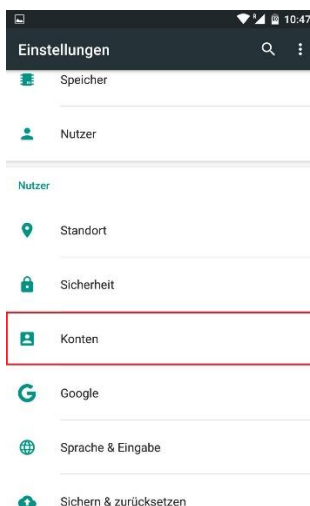 10:47
Einstellungen
Speicher
Nutzer
Nutzer
Standort
Sicherheit
Konten
Google
Sprache & Eingabe
Sichern & zurücksetzen